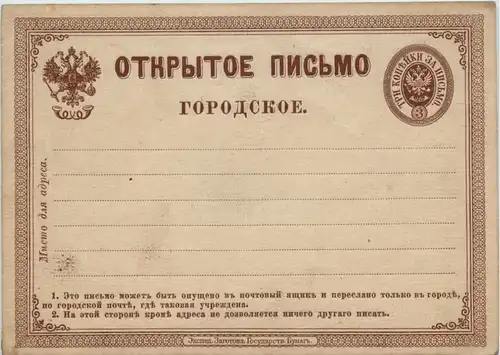 ОТКРЫТОЕ ПИСЬМО
ГОРОДСКОЕ.
ТРИ КОПѢЙКИ ЗА ПИСЬМО
3
Мѣсто для адреса.
1. Это письмо можетъ быть опущено въ почтовый ящикъ и переслано только въ городѣ,
по городской почтѣ, гдѣ таковая учреждена.
2. На этой сторонѣ кромѣ адреса не дозволяется ничего другаго писать.
Экспед. Заготов. Государств. Бумагъ.